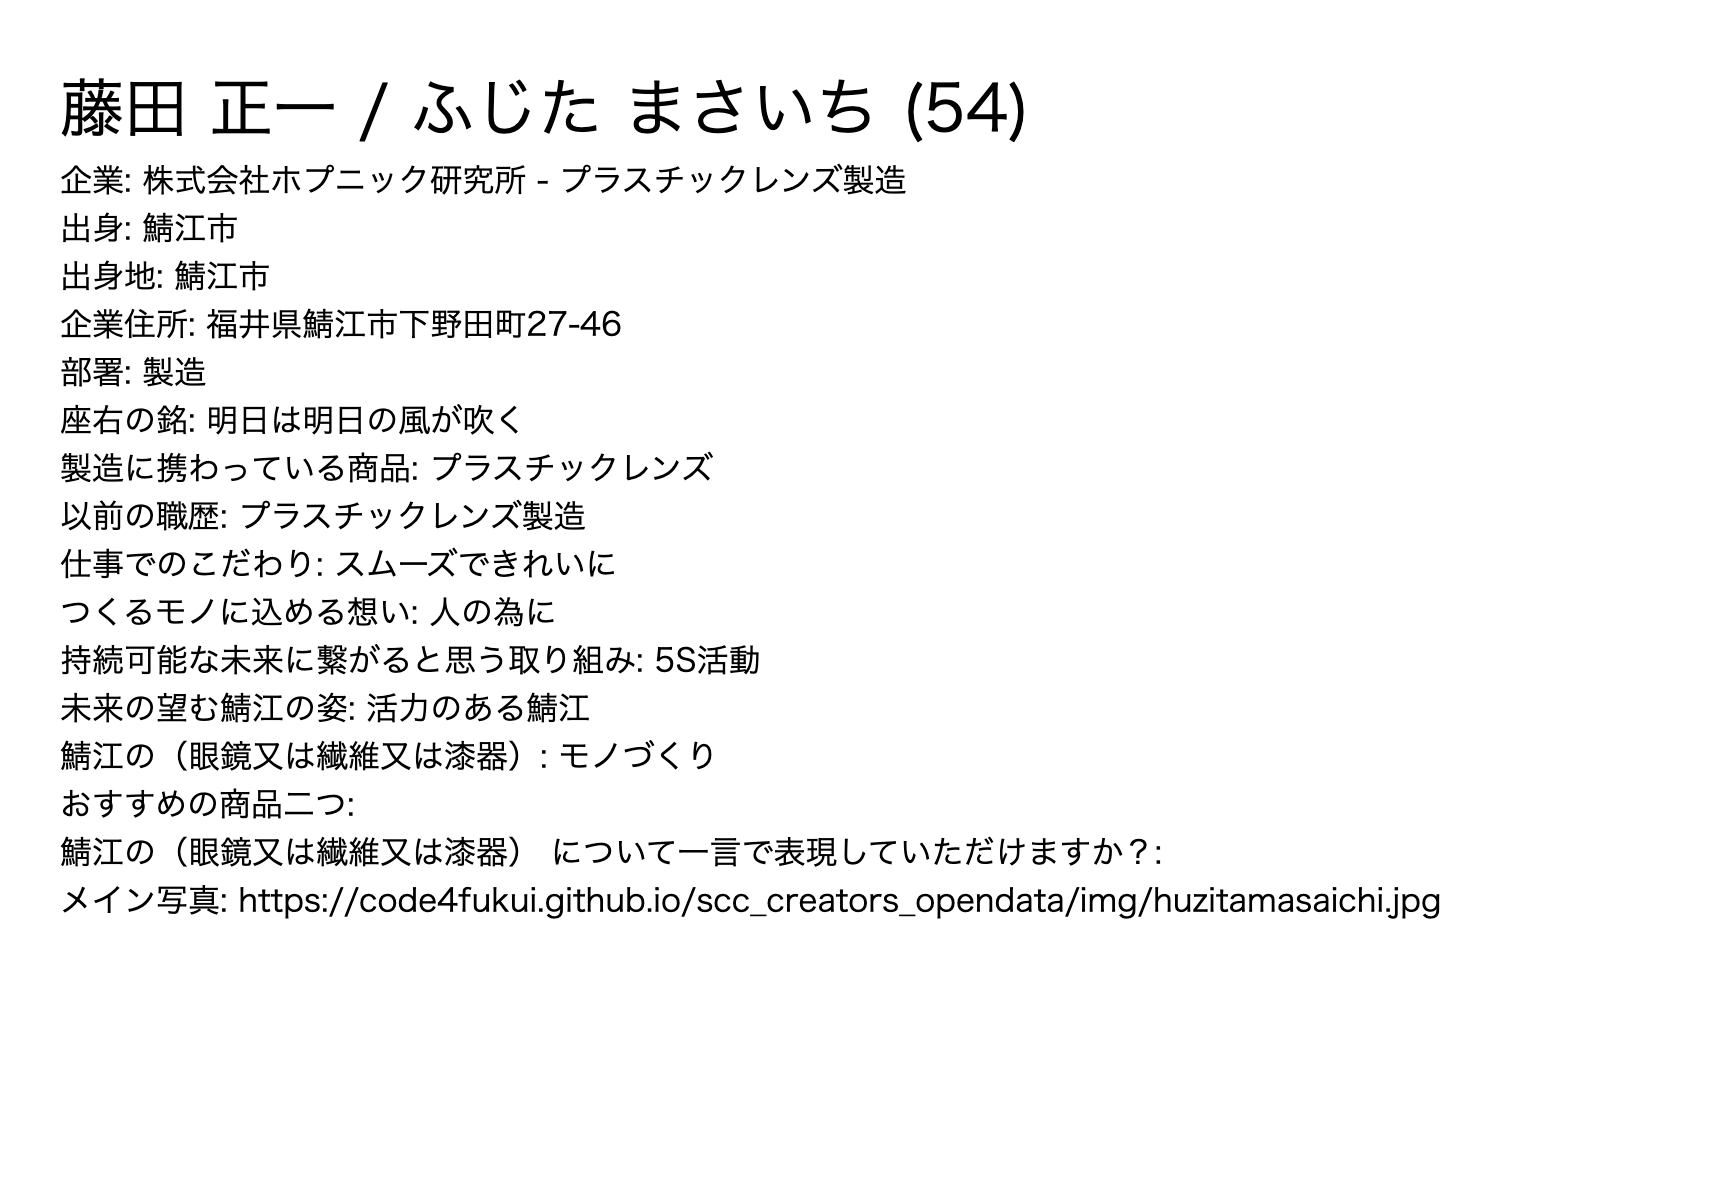 藤田 正一 / ふじた まさいち (54)
企業: 株式会社ホプニック研究所 - プラスチックレンズ製造
出身: 鯖江市
出身地: 鯖江市
企業住所: 福井県鯖江市下野田町27-46
部署: 製造
座右の銘: 明日は明日の風が吹く
製造に携わっている商品: プラスチックレンズ
以前の職歴: プラスチックレンズ製造
仕事でのこだわり: スムーズできれいに
つくるモノに込める想い: 人の為に
持続可能な未来に繋がると思う取り組み: 5S活動
未来の望む鯖江の姿: 活力のある鯖江
鯖江の（眼鏡又は繊維又は漆器）: モノづくり
おすすめの商品二つ:
鯖江の（眼鏡又は繊維又は漆器） について一言で表現していただけますか？:
メイン写真: https://code4fukui.github.io/scc_creators_opendata/img/huzitamasaichi.jpg